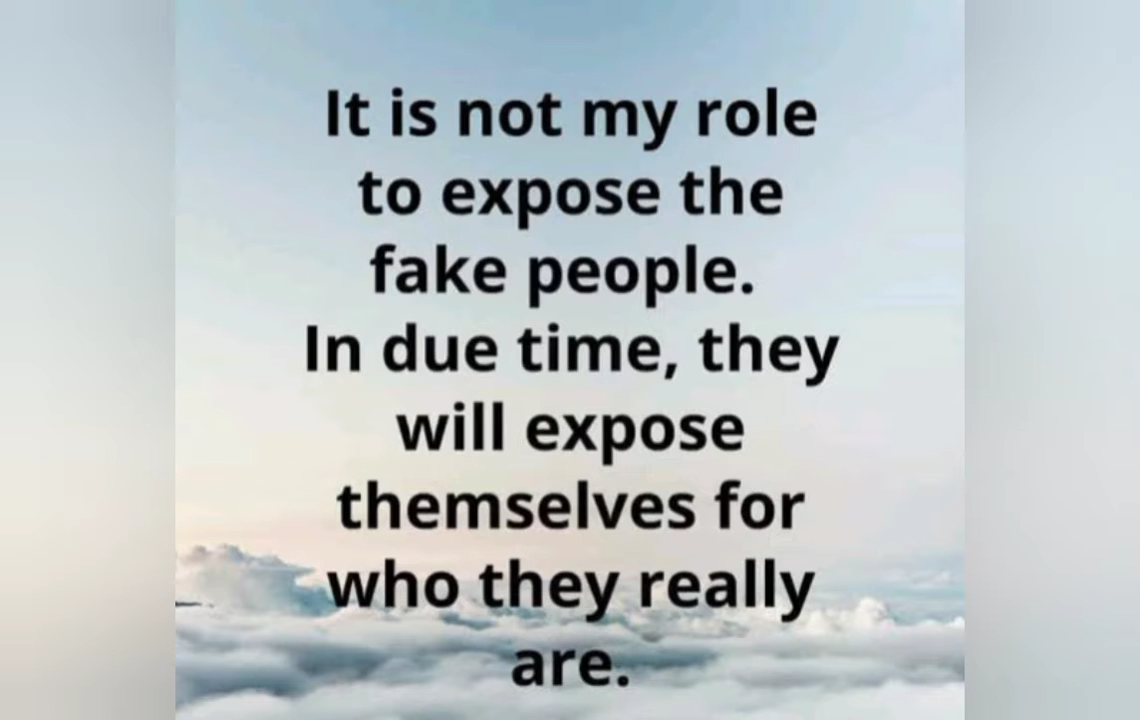 It is not my role
to expose the
fake people.
In due time, they
will expose
themselves for
who they really
are.